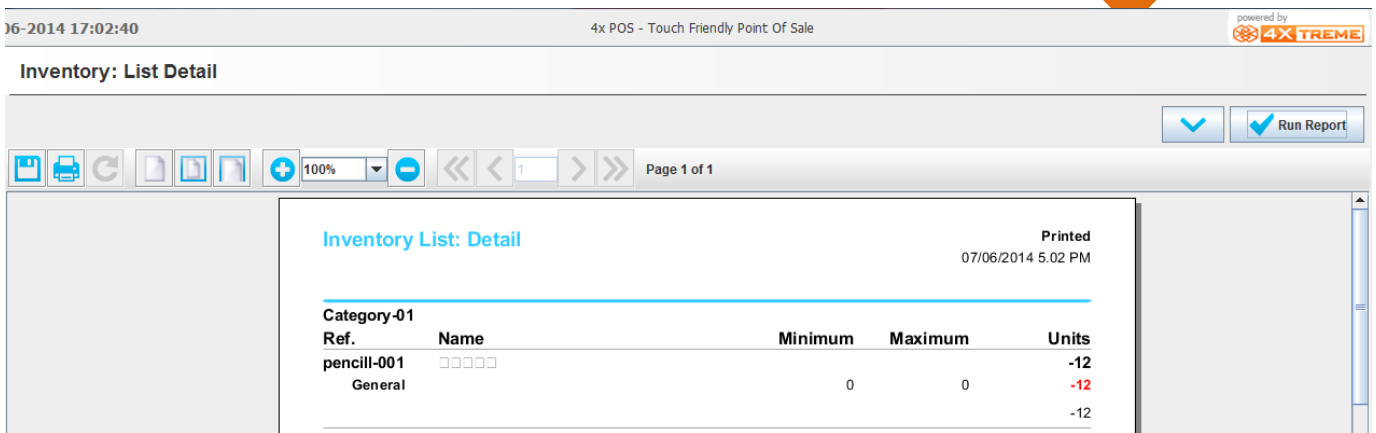 06-2014 17:02:40 4x POS - Touch Friendly Point Of Sale powered by
4X TREME
Inventory: List Detail
Run Report
100% 1 Page 1 of 1
Inventory List: Detail Printed
07/06/2014 5.02 PM
Category-01
Ref. Name Minimum Maximum Units
pencill-001 □□□□□ -12
General 0 0 -12
-12